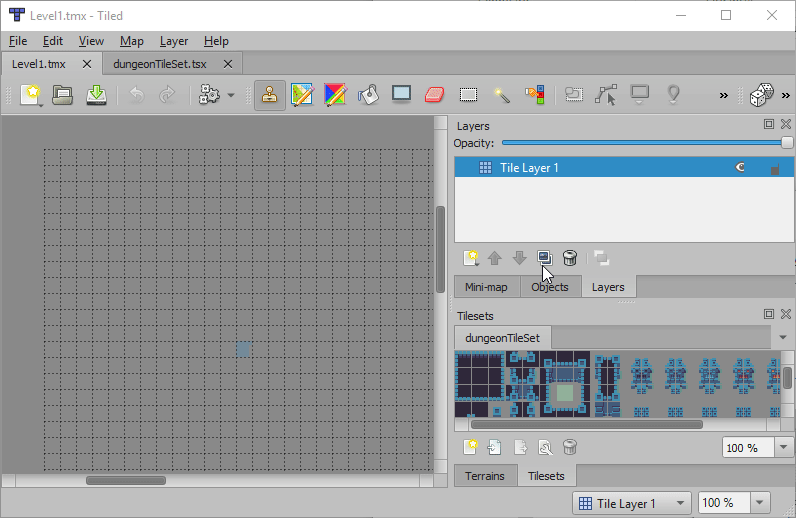 Level1.tmx - Tiled
File Edit View Map Layer Help
Level1.tmx dungeonTileSet.tsx
Layers
Opacity:
Tile Layer 1
Mini-map Objects Layers
Tilesets
dungeonTileSet
100 %
Terrains Tilesets
Tile Layer 1 100 %